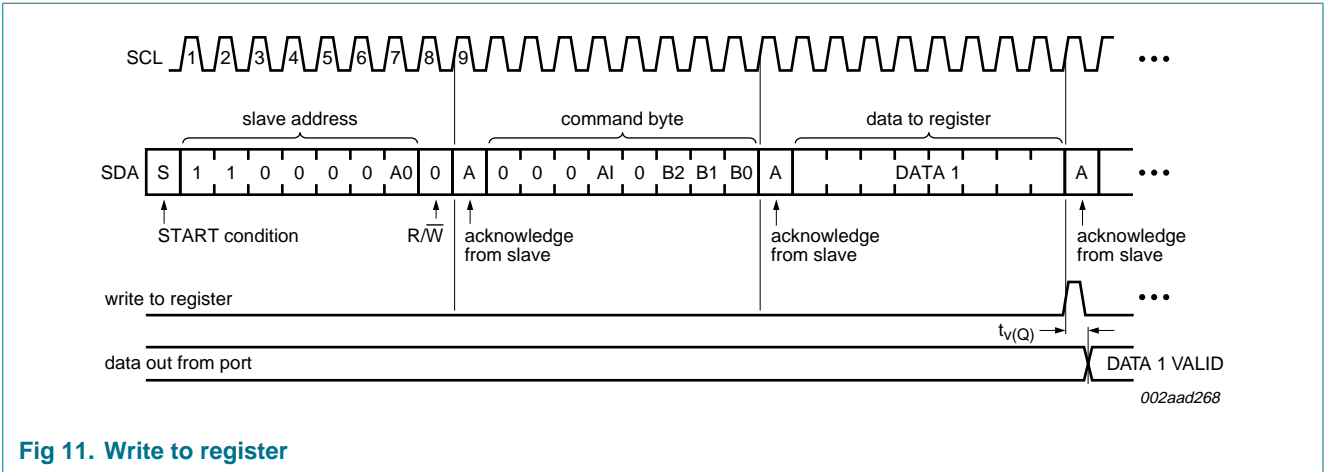 SCL 1 2 3 4 5 6 7 8 9 •••
slave address command byte data to register
SDA S 1 1 0 0 0 0 A0 0 A 0 0 0 AI 0 B2 B1 B0 A DATA 1 A •••
START condition R/W̅ acknowledge from slave acknowledge from slave acknowledge from slave
write to register •••
tv(Q)
data out from port DATA 1 VALID
002aad268
Fig 11. Write to register